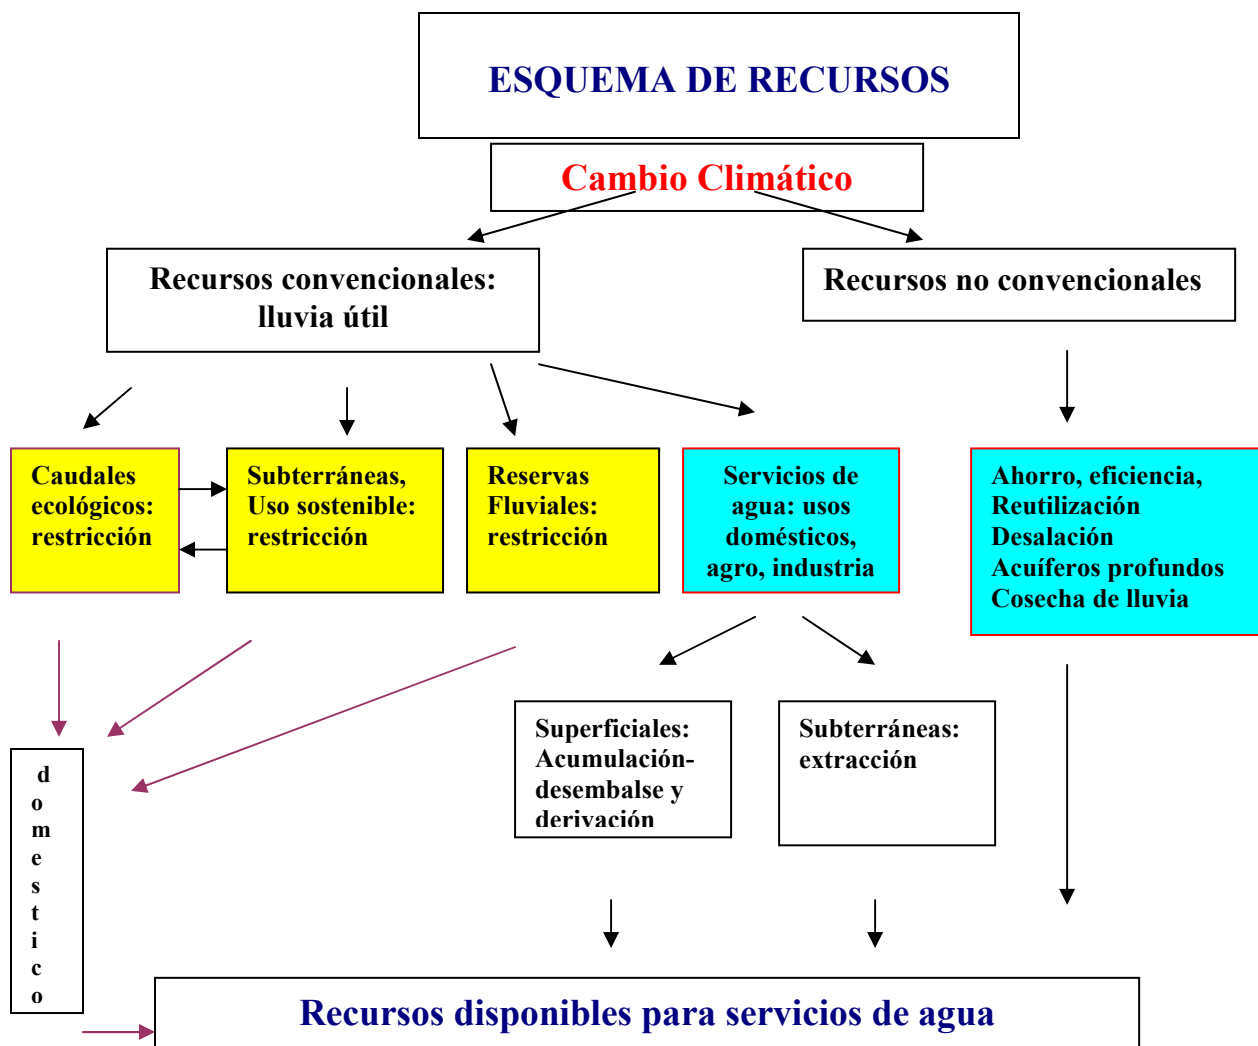 ESQUEMA DE RECURSOS
Cambio Climático
Recursos convencionales:
lluvia útil
Recursos no convencionales
Caudales
ecológicos:
restricción
Subterráneas,
Uso sostenible:
restricción
Reservas
Fluviales:
restricción
Servicios de
agua: usos
domésticos,
agro, industria
Ahorro, eficiencia,
Reutilización
Desalación
Acuíferos profundos
Cosecha de lluvia
Superficiales:
Acumulación-
desembalse y
derivación
Subterráneas:
extracción
d
o
m
e
s
t
i
c
o
Recursos disponibles para servicios de agua